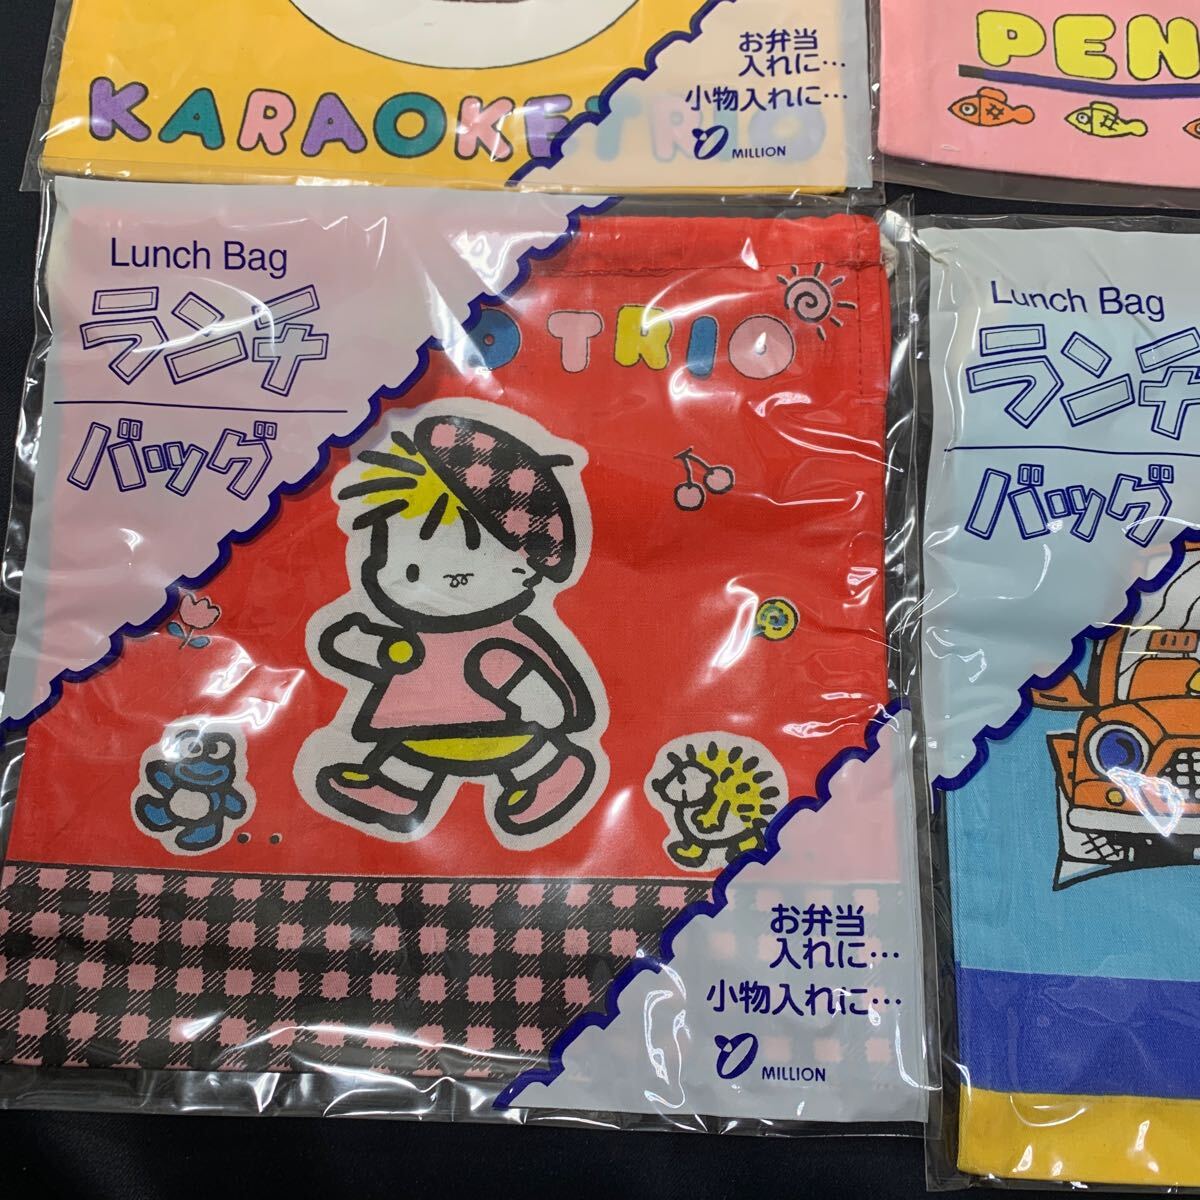 KARAOKE TRIO
お弁当
入れに…
小物入れに…
MILLION
PEN
Lunch Bag
ランチ
バッグ
O TRIO
お弁当
入れに…
小物入れに…
MILLION
Lunch Bag
ランチ
バッグ